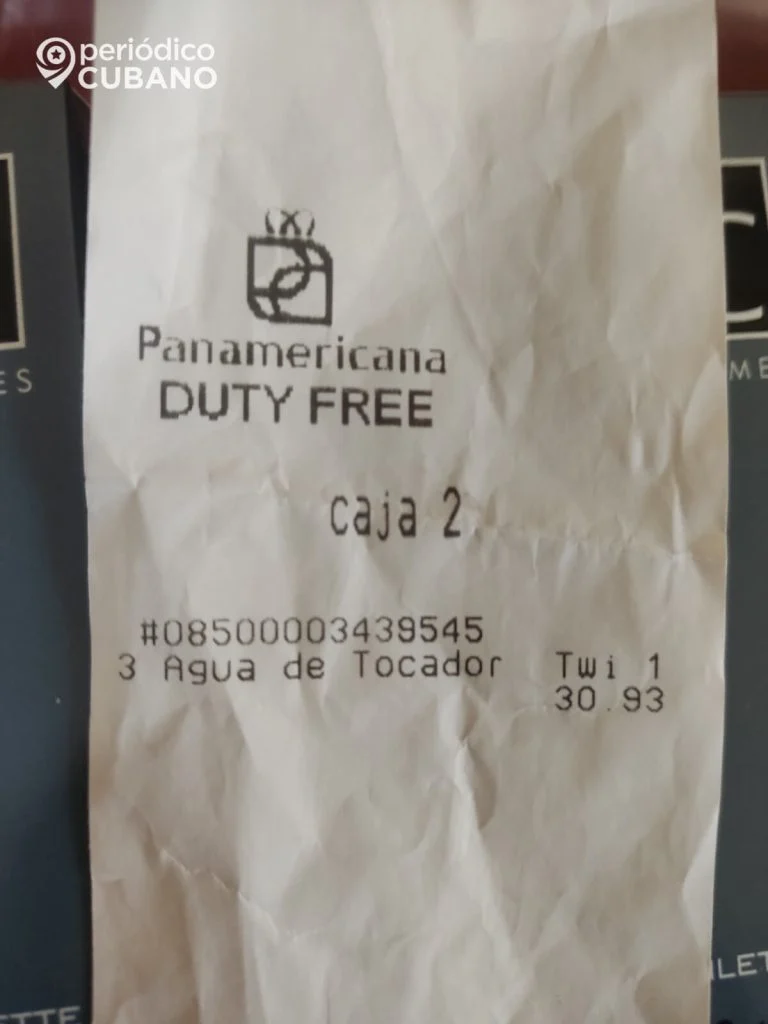 periódico
CUBANO
Panamericana
DUTY FREE
caja 2
#08500003439545
3 Agua de Tocador Twi 1
30.93